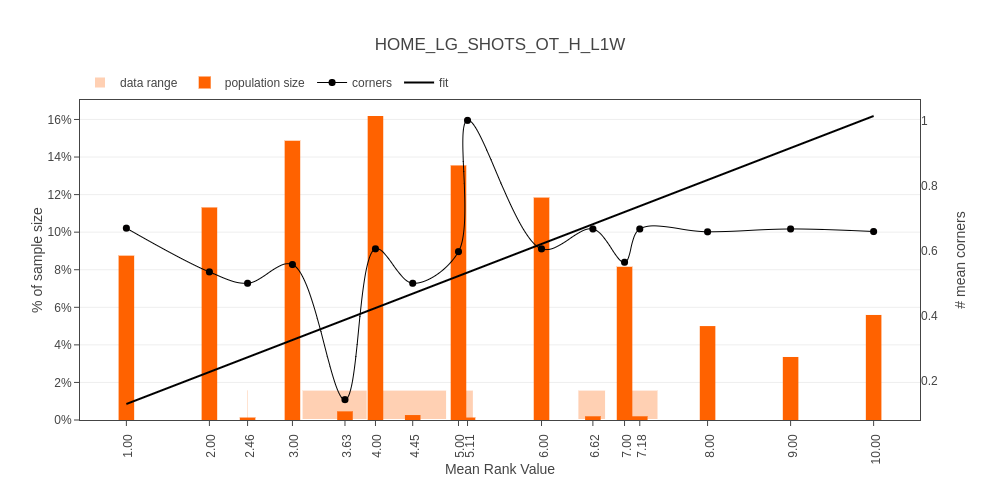 HOME_LG_SHOTS_OT_H_L1W
data range population size corners fit
16%
14%
12%
10%
8%
6%
4%
2%
0%
% of sample size
1
0.8
0.6
0.4
0.2
# mean corners
1.00 2.00 2.46 3.00 3.63 4.00 4.45 5.00 5.11 6.00 6.62 7.00 7.18 8.00 9.00 10.00
Mean Rank Value